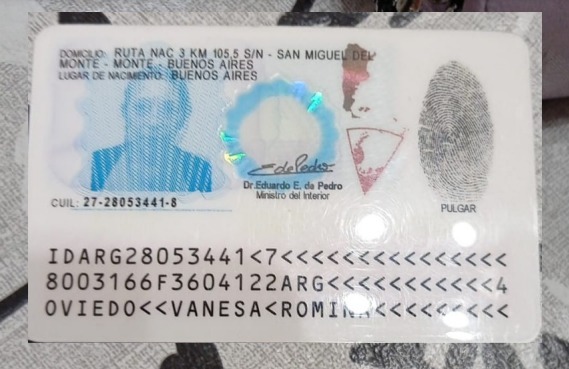 DOMICILIO: RUTA NAC 3 KM 105,5 S/N - SAN MIGUEL DEL
MONTE - MONTE - BUENOS AIRES
LUGAR DE NACIMIENTO: BUENOS AIRES
Dr.Eduardo E. de Pedro
Ministro del Interior
CUIL: 27-28053441-8
PULGAR
IDARG28053441<7<<<<<<<<<<<<<<<
8003166F3604122ARG<<<<<<<<<<<4
OVIEDO<<VANESA<ROMINA<<<<<<<<<